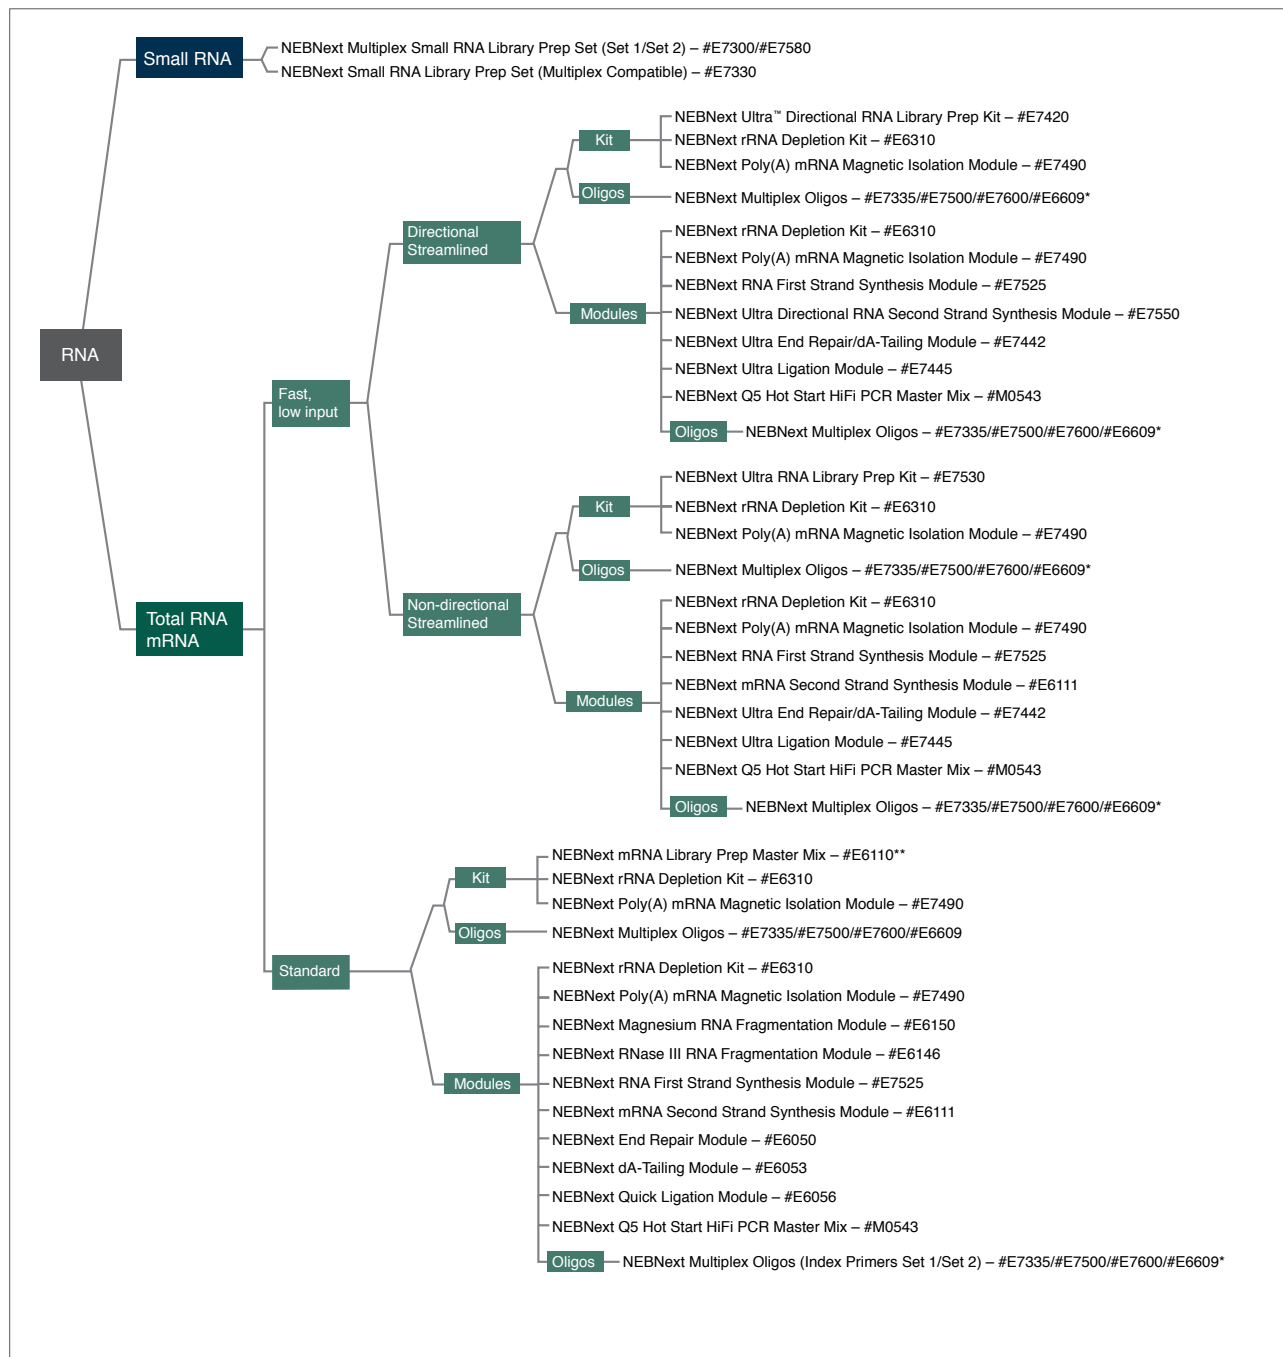 Small RNA
NEBNext Multiplex Small RNA Library Prep Set (Set 1/Set 2) – #E7300/#E7580
NEBNext Small RNA Library Prep Set (Multiplex Compatible) – #E7330
RNA
Total RNA
mRNA
Fast,
low input
Directional
Streamlined
Kit
NEBNext Ultra™ Directional RNA Library Prep Kit – #E7420
NEBNext rRNA Depletion Kit – #E6310
NEBNext Poly(A) mRNA Magnetic Isolation Module – #E7490
Oligos
NEBNext Multiplex Oligos – #E7335/#E7500/#E7600/#E6609*
Modules
NEBNext rRNA Depletion Kit – #E6310
NEBNext Poly(A) mRNA Magnetic Isolation Module – #E7490
NEBNext RNA First Strand Synthesis Module – #E7525
NEBNext Ultra Directional RNA Second Strand Synthesis Module – #E7550
NEBNext Ultra End Repair/dA-Tailing Module – #E7442
NEBNext Ultra Ligation Module – #E7445
NEBNext Q5 Hot Start HiFi PCR Master Mix – #M0543
Oligos
NEBNext Multiplex Oligos – #E7335/#E7500/#E7600/#E6609*
Non-directional
Streamlined
Kit
NEBNext Ultra RNA Library Prep Kit – #E7530
NEBNext rRNA Depletion Kit – #E6310
NEBNext Poly(A) mRNA Magnetic Isolation Module – #E7490
Oligos
NEBNext Multiplex Oligos – #E7335/#E7500/#E7600/#E6609*
Modules
NEBNext rRNA Depletion Kit – #E6310
NEBNext Poly(A) mRNA Magnetic Isolation Module – #E7490
NEBNext RNA First Strand Synthesis Module – #E7525
NEBNext mRNA Second Strand Synthesis Module – #E6111
NEBNext Ultra End Repair/dA-Tailing Module – #E7442
NEBNext Ultra Ligation Module – #E7445
NEBNext Q5 Hot Start HiFi PCR Master Mix – #M0543
Oligos
NEBNext Multiplex Oligos – #E7335/#E7500/#E7600/#E6609*
Standard
Kit
NEBNext mRNA Library Prep Master Mix – #E6110**
NEBNext rRNA Depletion Kit – #E6310
NEBNext Poly(A) mRNA Magnetic Isolation Module – #E7490
Oligos
NEBNext Multiplex Oligos – #E7335/#E7500/#E7600/#E6609
Modules
NEBNext rRNA Depletion Kit – #E6310
NEBNext Poly(A) mRNA Magnetic Isolation Module – #E7490
NEBNext Magnesium RNA Fragmentation Module – #E6150
NEBNext RNase III RNA Fragmentation Module – #E6146
NEBNext RNA First Strand Synthesis Module – #E7525
NEBNext mRNA Second Strand Synthesis Module – #E6111
NEBNext End Repair Module – #E6050
NEBNext dA-Tailing Module – #E6053
NEBNext Quick Ligation Module – #E6056
NEBNext Q5 Hot Start HiFi PCR Master Mix – #M0543
Oligos
NEBNext Multiplex Oligos (Index Primers Set 1/Set 2) – #E7335/#E7500/#E7600/#E6609*